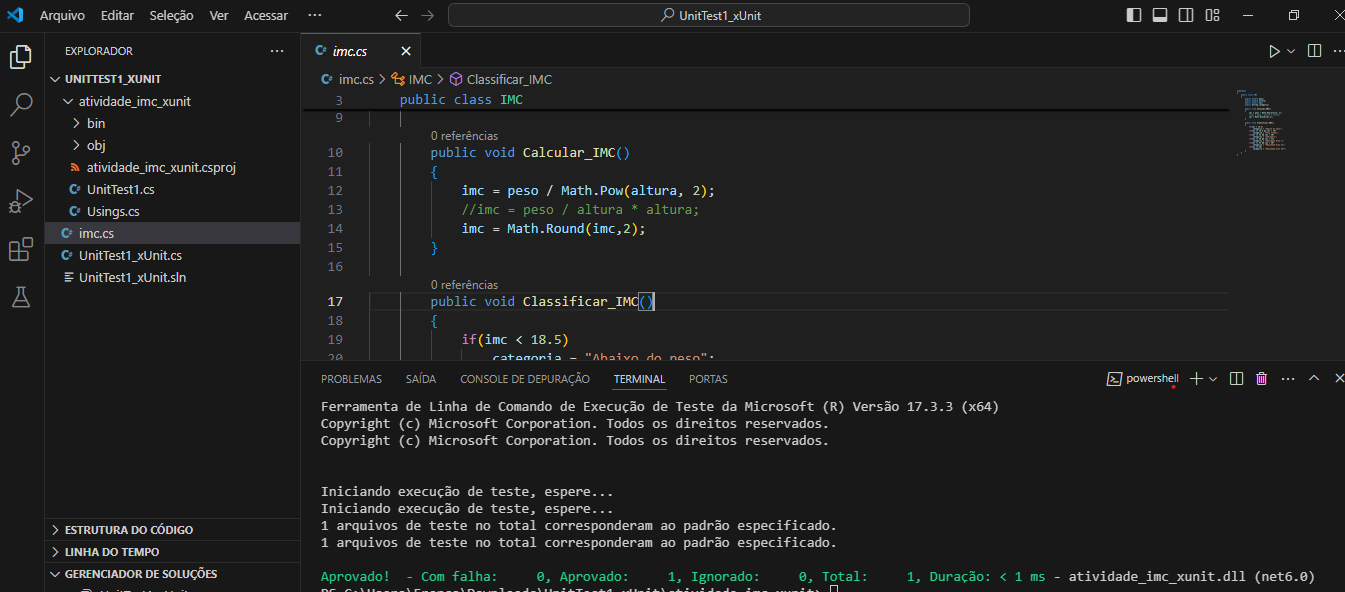 Arquivo Editar Seleção Ver Acessar ··· UnitTest1_xUnit
EXPLORADOR ···
UNITTEST1_XUNIT
atividade_imc_xunit
bin
obj
atividade_imc_xunit.csproj
UnitTest1.cs
Usings.cs
imc.cs
UnitTest1_xUnit.cs
UnitTest1_xUnit.sln
ESTRUTURA DO CÓDIGO
LINHA DO TEMPO
GERENCIADOR DE SOLUÇÕES
imc.cs
imc.cs > IMC > Classificar_IMC
3 public class IMC
9
0 referências
10 public void Calcular_IMC()
11 {
12 imc = peso / Math.Pow(altura, 2);
13 //imc = peso / altura * altura;
14 imc = Math.Round(imc,2);
15 }
16
0 referências
17 public void Classificar_IMC()
18 {
19 if(imc < 18.5)
20 categoria = "Abaixo do peso";
PROBLEMAS SAÍDA CONSOLE DE DEPURAÇÃO TERMINAL PORTAS powershell
Ferramenta de Linha de Comando de Execução de Teste da Microsoft (R) Versão 17.3.3 (x64)
Copyright (c) Microsoft Corporation. Todos os direitos reservados.
Copyright (c) Microsoft Corporation. Todos os direitos reservados.
Iniciando execução de teste, espere...
Iniciando execução de teste, espere...
1 arquivos de teste no total corresponderam ao padrão especificado.
1 arquivos de teste no total corresponderam ao padrão especificado.
Aprovado! - Com falha: 0, Aprovado: 1, Ignorado: 0, Total: 1, Duração: < 1 ms - atividade_imc_xunit.dll (net6.0)